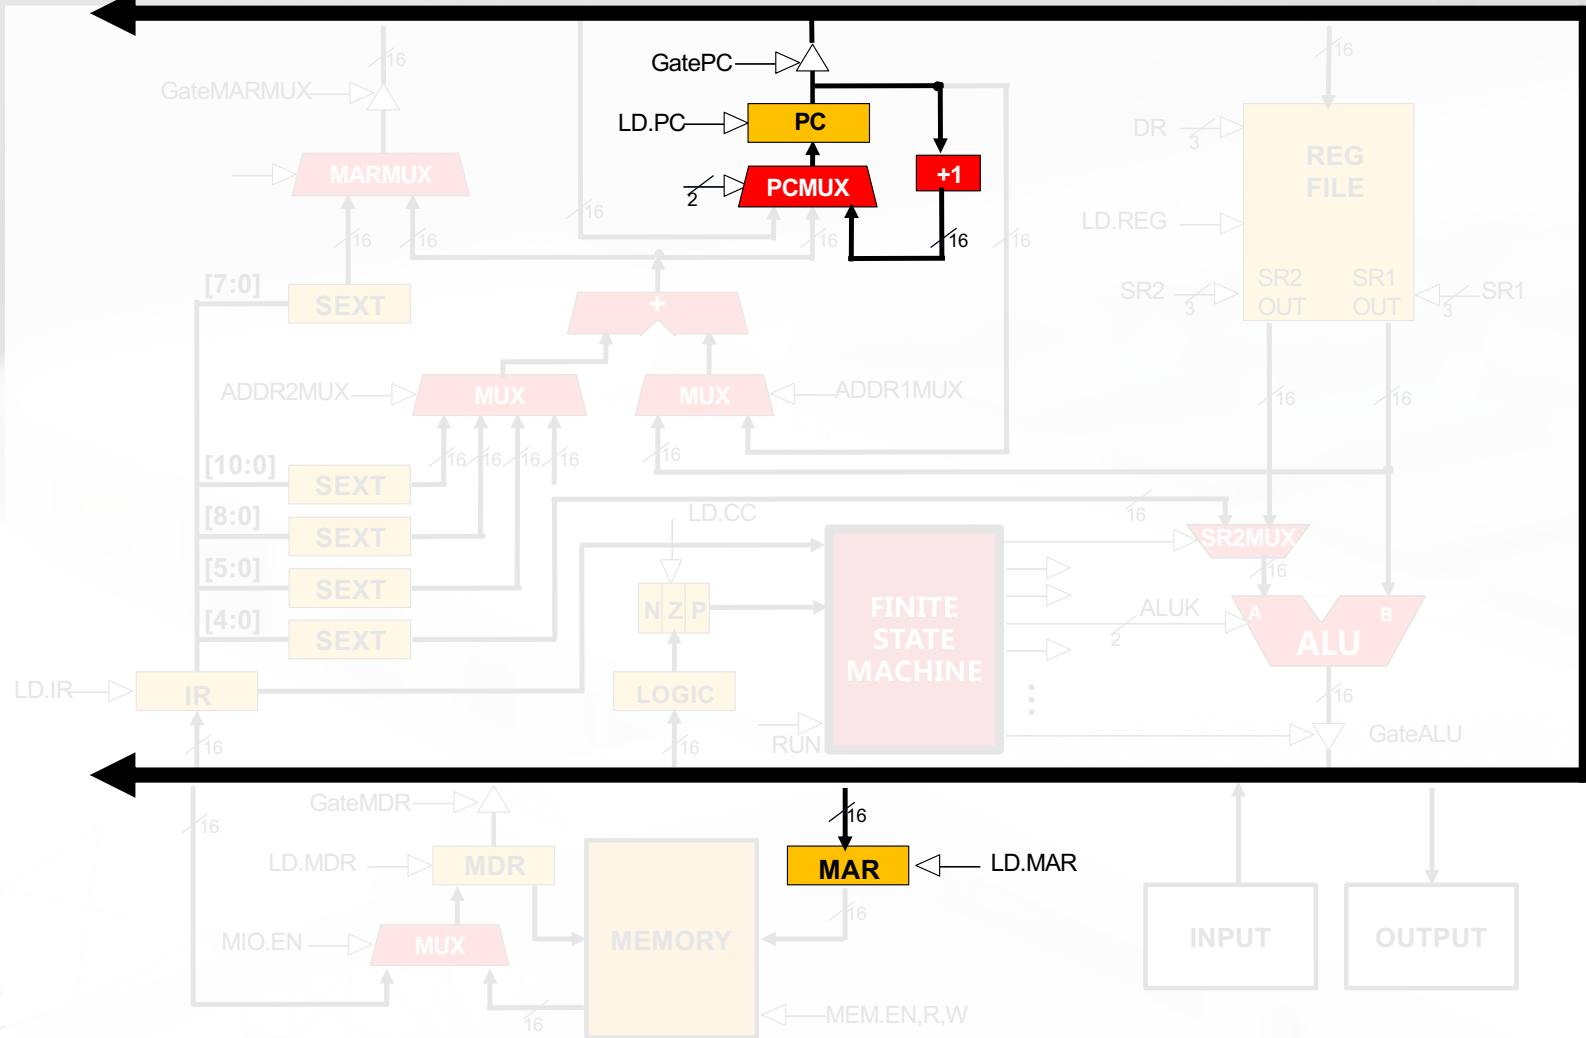 16
GatePC
16
GateMARMUX
LD.PC
PC
DR
3
REG
FILE
MARMUX
2
PCMUX
+1
16
16
16
16
16
16
LD.REG
[7:0]
SEXT
+
SR2
3
SR2
OUT
SR1
OUT
3
SR1
ADDR2MUX
MUX
MUX
ADDR1MUX
16
16
[10:0]
SEXT
16
16
16
16
16
[8:0]
SEXT
LD.CC
16
SR2MUX
[5:0]
SEXT
16
N Z P
FINITE
STATE
MACHINE
ALUK
2
A
B
ALU
[4:0]
SEXT
LD.IR
IR
LOGIC
16
16
16
RUN
GateALU
GateMDR
16
16
LD.MDR
MDR
MAR
LD.MAR
16
MIO.EN
MUX
MEMORY
INPUT
OUTPUT
16
MEM.EN,R,W